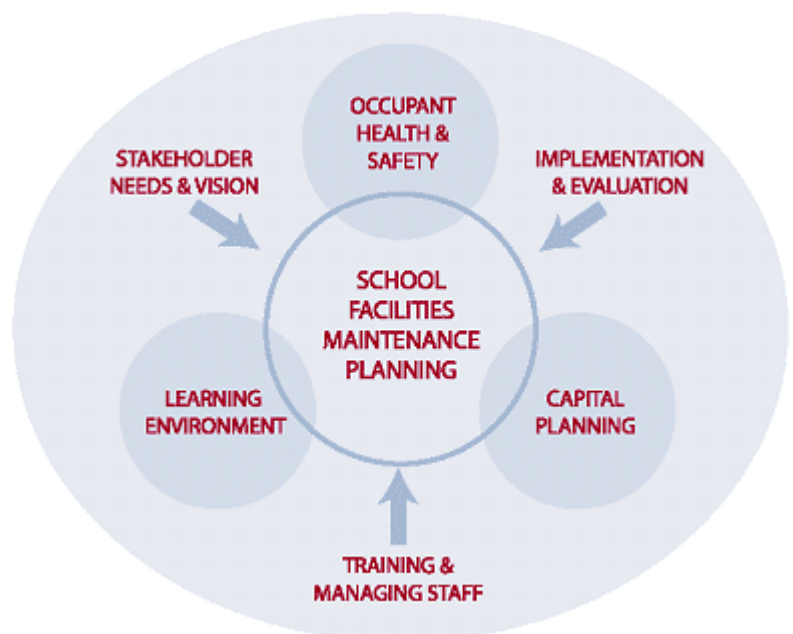 OCCUPANT
HEALTH &
SAFETY
STAKEHOLDER
NEEDS & VISION
IMPLEMENTATION
& EVALUATION
SCHOOL
FACILITIES
MAINTENANCE
PLANNING
LEARNING
ENVIRONMENT
CAPITAL
PLANNING
TRAINING &
MANAGING STAFF